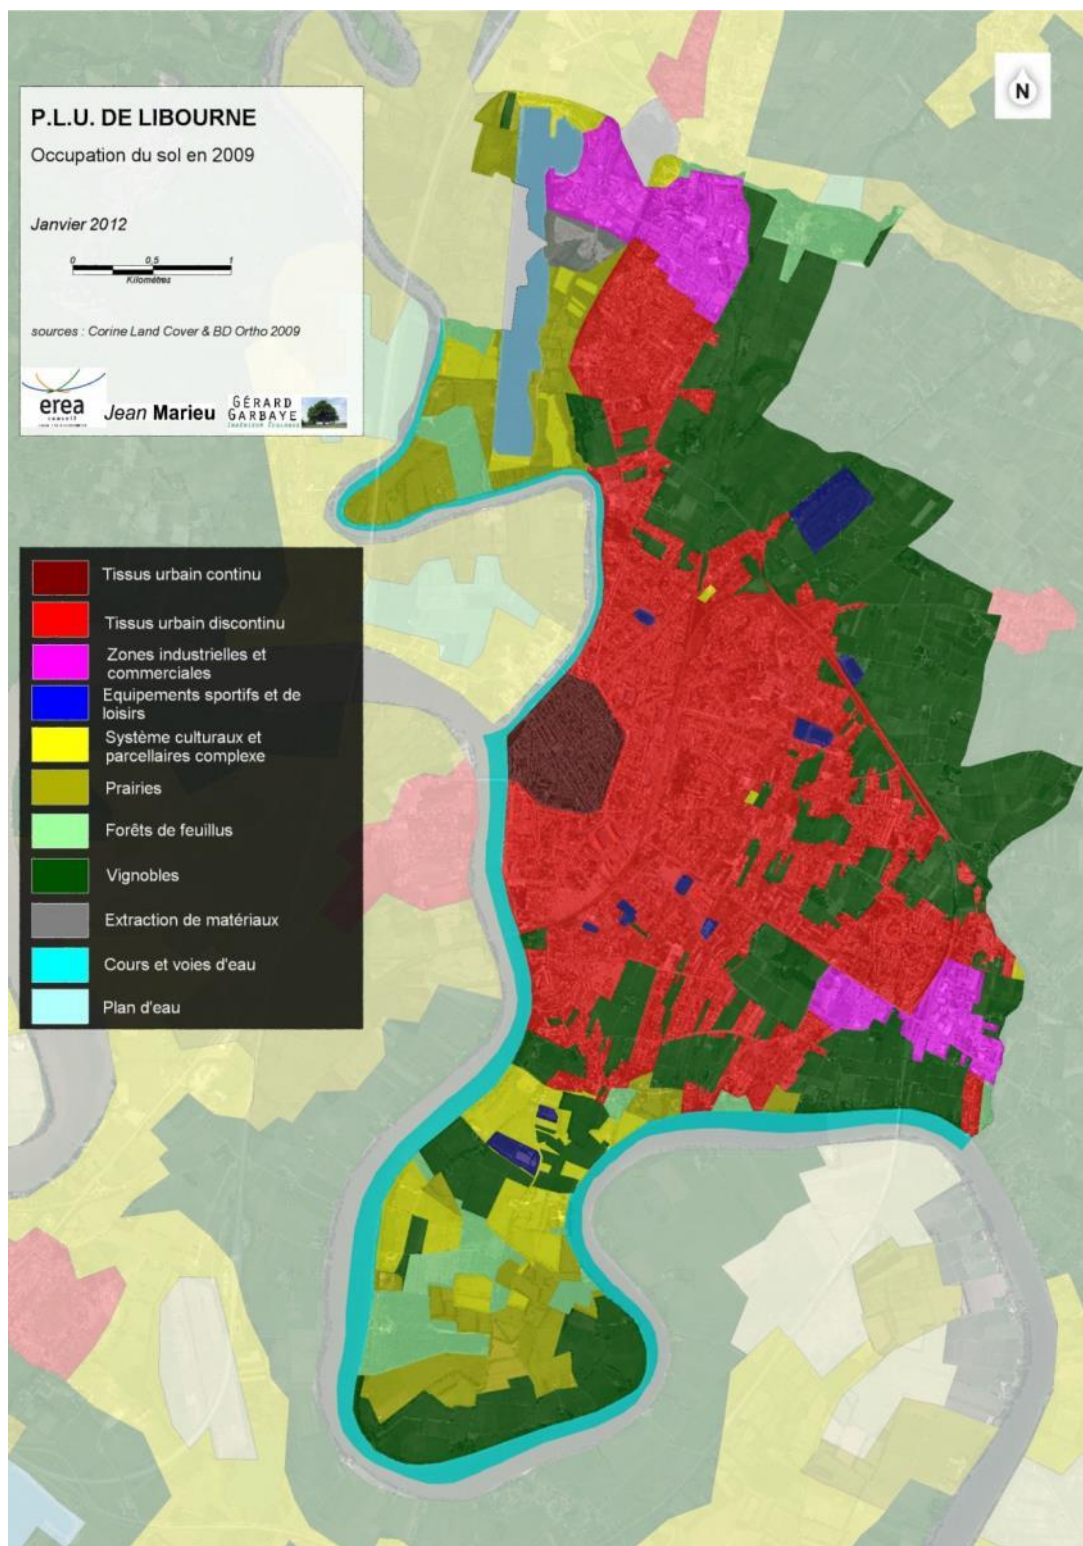 N
P.L.U. DE LIBOURNE
Occupation du sol en 2009
Janvier 2012
0 0,5 1
Kilomètres
sources : Corine Land Cover & BD Ortho 2009
erea
conseil
Jean Marieu
GÉRARD
GARBAYE
Ingénieur Écologue
Tissus urbain continu
Tissus urbain discontinu
Zones industrielles et
commerciales
Equipements sportifs et de
loisirs
Système culturaux et
parcellaires complexe
Prairies
Forêts de feuillus
Vignobles
Extraction de matériaux
Cours et voies d'eau
Plan d'eau